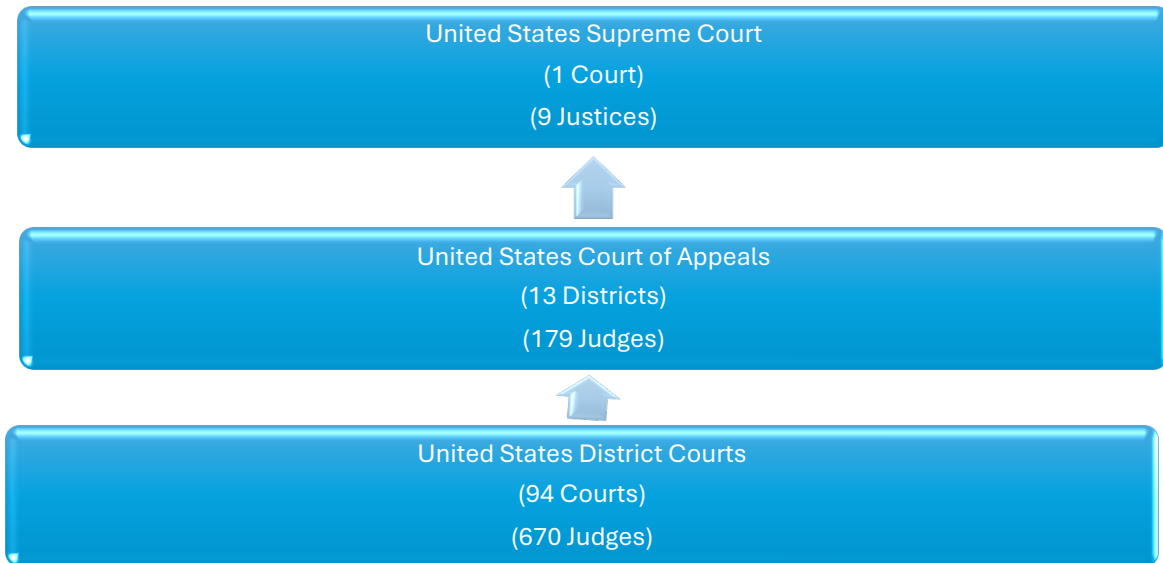 United States Supreme Court
(1 Court)
(9 Justices)
United States Court of Appeals
(13 Districts)
(179 Judges)
United States District Courts
(94 Courts)
(670 Judges)